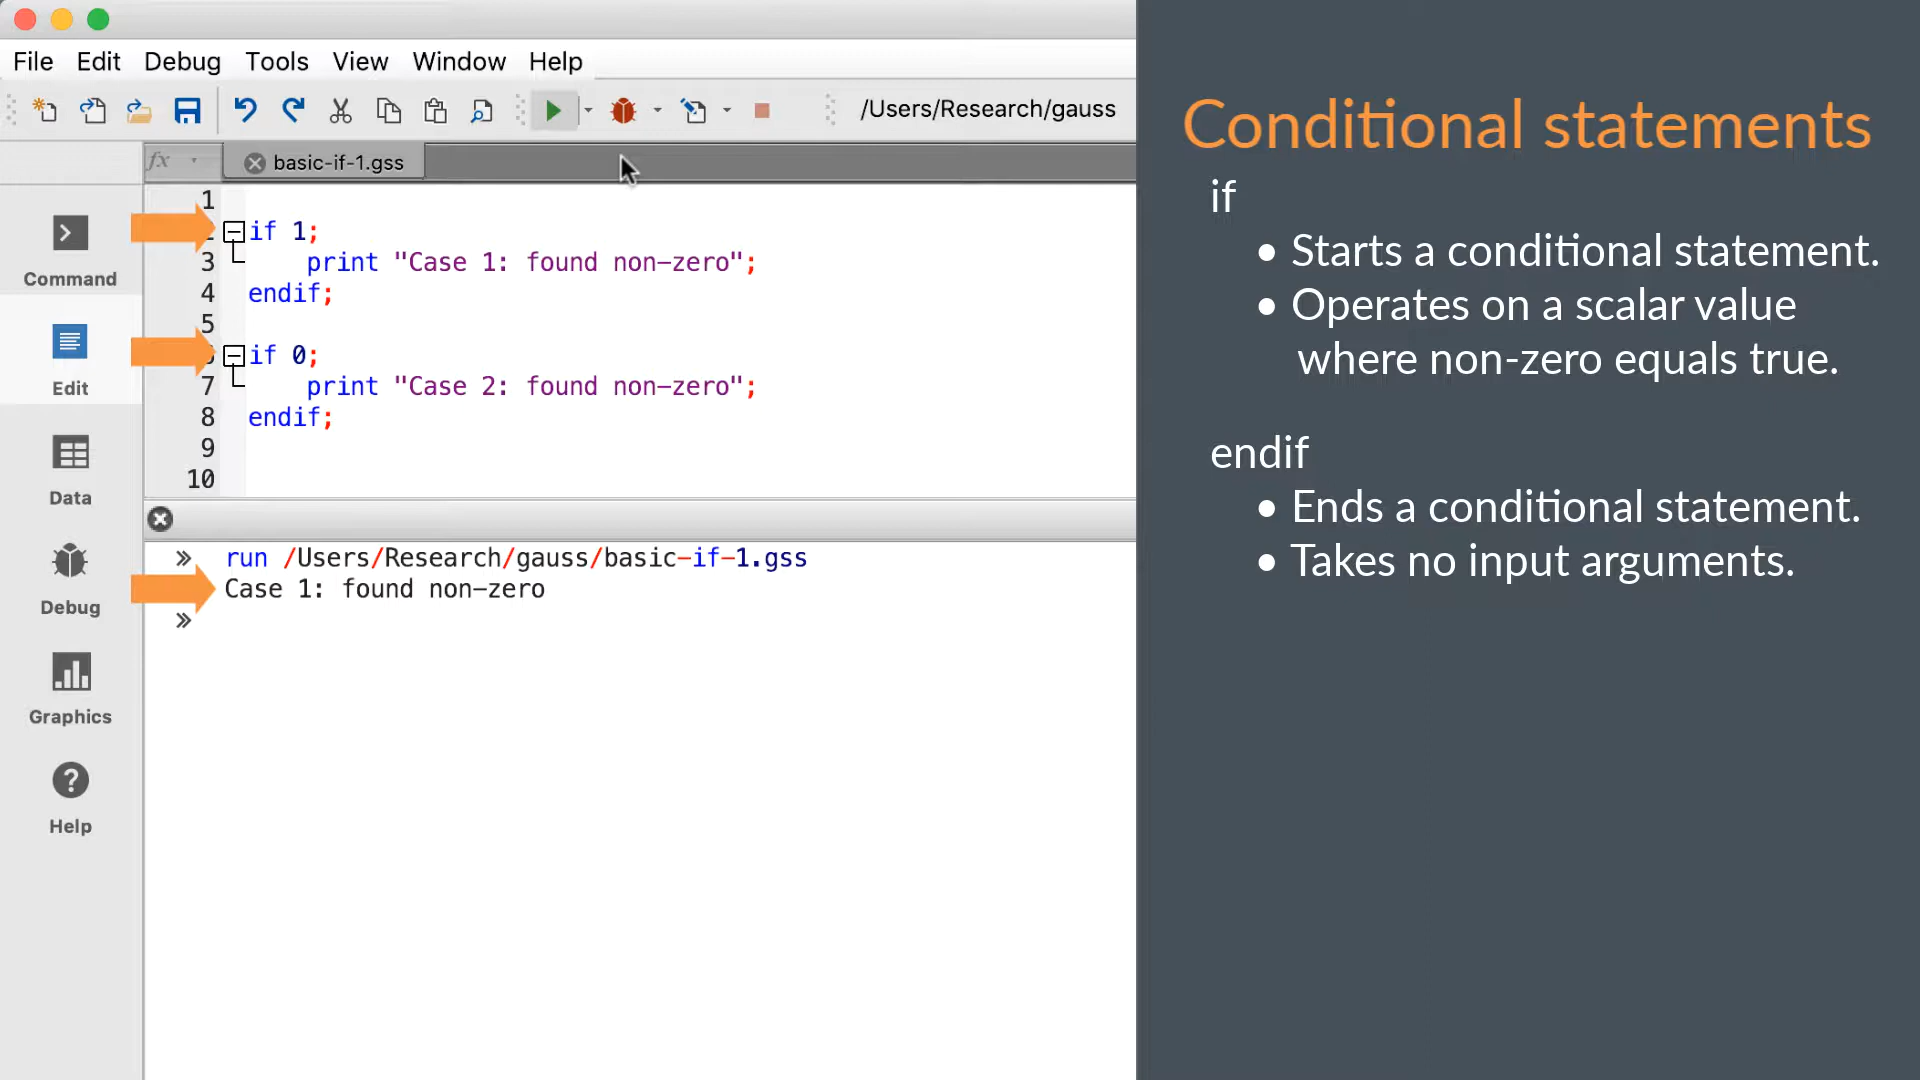 File Edit Debug Tools View Window Help
/Users/Research/gauss
fx
basic-if-1.gss
1
if 1;
3 print "Case 1: found non-zero";
4 endif;
5
if 0;
7 print "Case 2: found non-zero";
8 endif;
9
10
Command
Edit
Data
Debug
Graphics
Help
» run /Users/Research/gauss/basic-if-1.gss
Case 1: found non-zero
»
Conditional statements
if
• Starts a conditional statement.
• Operates on a scalar value
where non-zero equals true.
endif
• Ends a conditional statement.
• Takes no input arguments.